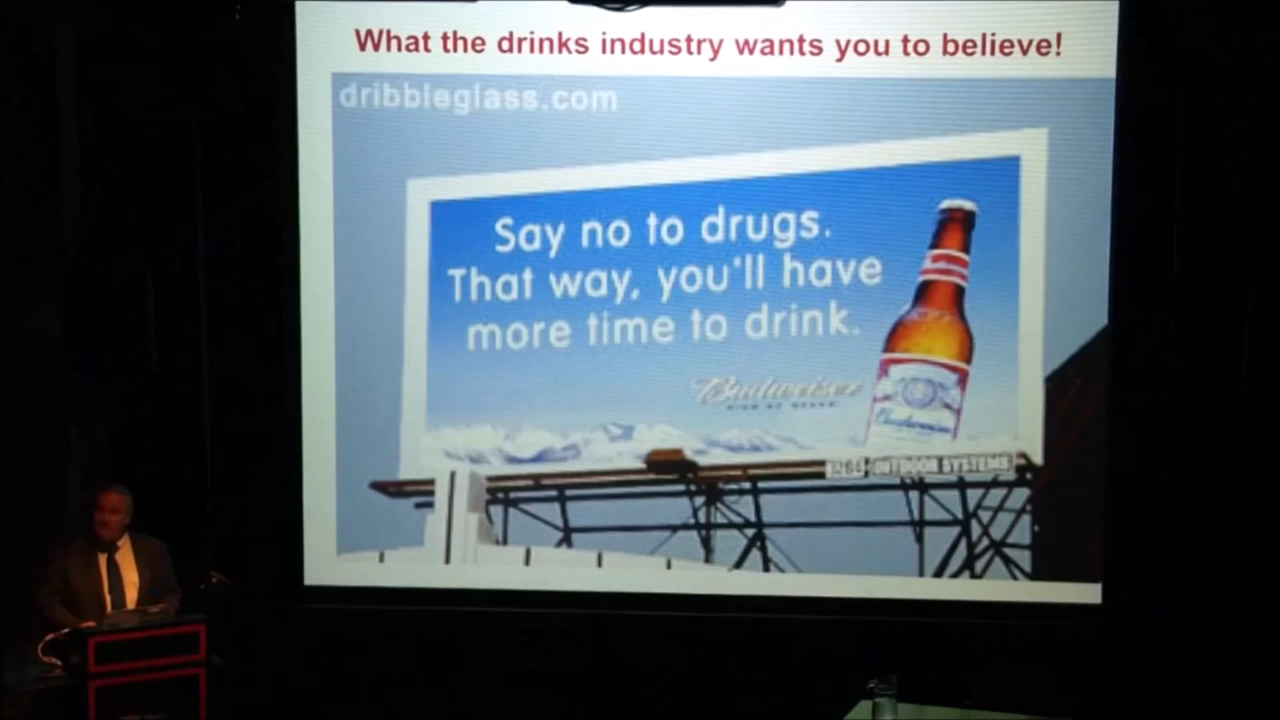 What the drinks industry wants you to believe!
dribbleglass.com
Say no to drugs.
That way, you'll have
more time to drink.
Budweiser
OUTDOOR SYSTEMS
Budweiser